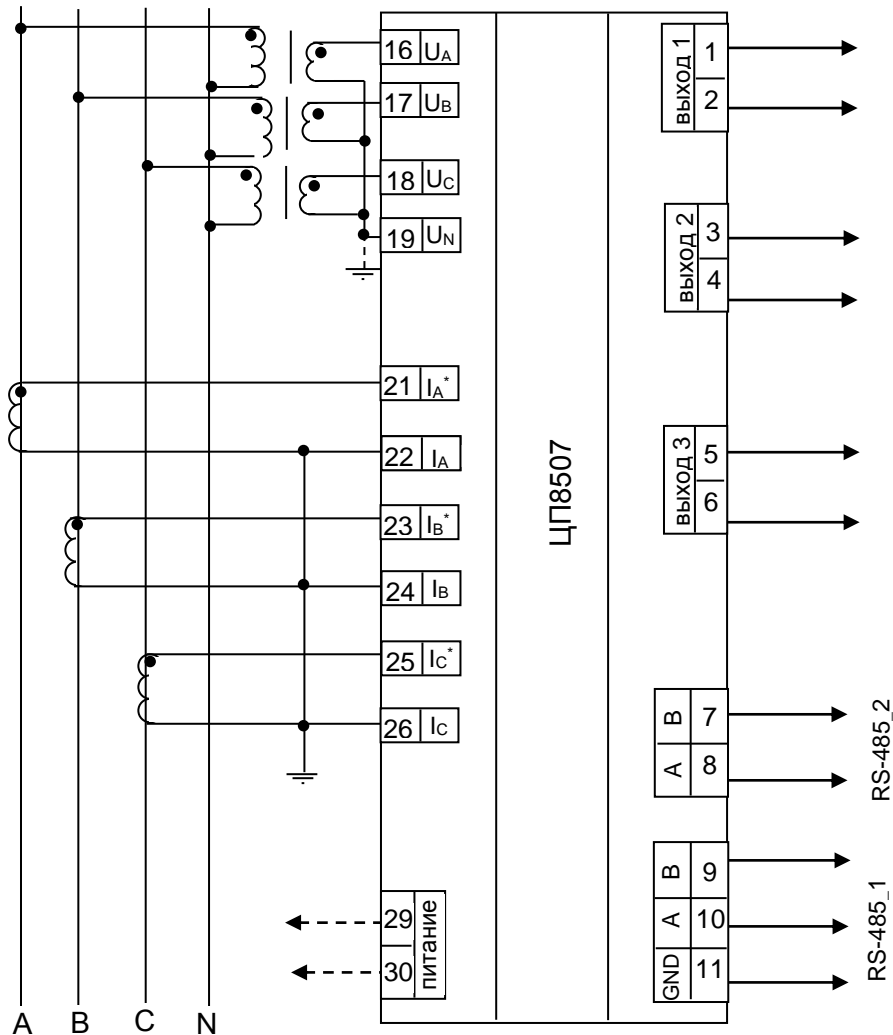 16 UA
17 UB
18 UC
19 UN
21 IA*
22 IA
23 IB*
24 IB
25 IC*
26 IC
29
30
питание
A B C N
ЦП8507
выход 1
1
2
выход 2
3
4
выход 3
5
6
B 7
A 8
RS-485_2
B 9
A 10
GND 11
RS-485_1